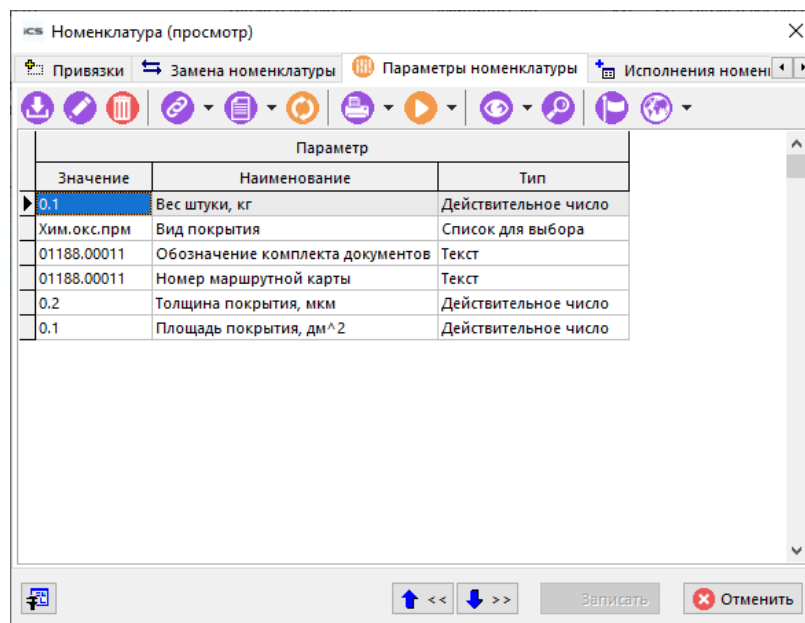 iCS Номенклатура (просмотр)
Привязки Замена номенклатуры Параметры номенклатуры Исполнения номен
Параметр
Значение Наименование Тип
0.1 Вес штуки, кг Действительное число
Хим.окс.прм Вид покрытия Список для выбора
01188.00011 Обозначение комплекта документов Текст
01188.00011 Номер маршрутной карты Текст
0.2 Толщина покрытия, мкм Действительное число
0.1 Площадь покрытия, дм^2 Действительное число
<< >> Записать Отменить